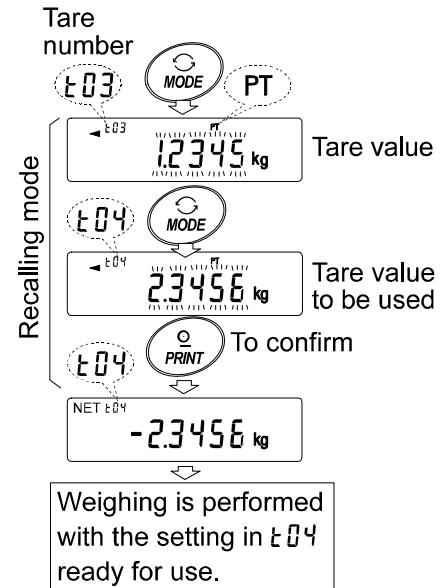 Tare
number
t03
MODE
PT
t03
PT
1.2345 kg
Tare value
Recalling mode
t04
MODE
t04
PT
2.3456 kg
Tare value
to be used
PRINT
To confirm
t04
NET t04
-2.3456 kg
Weighing is performed
with the setting in t04
ready for use.